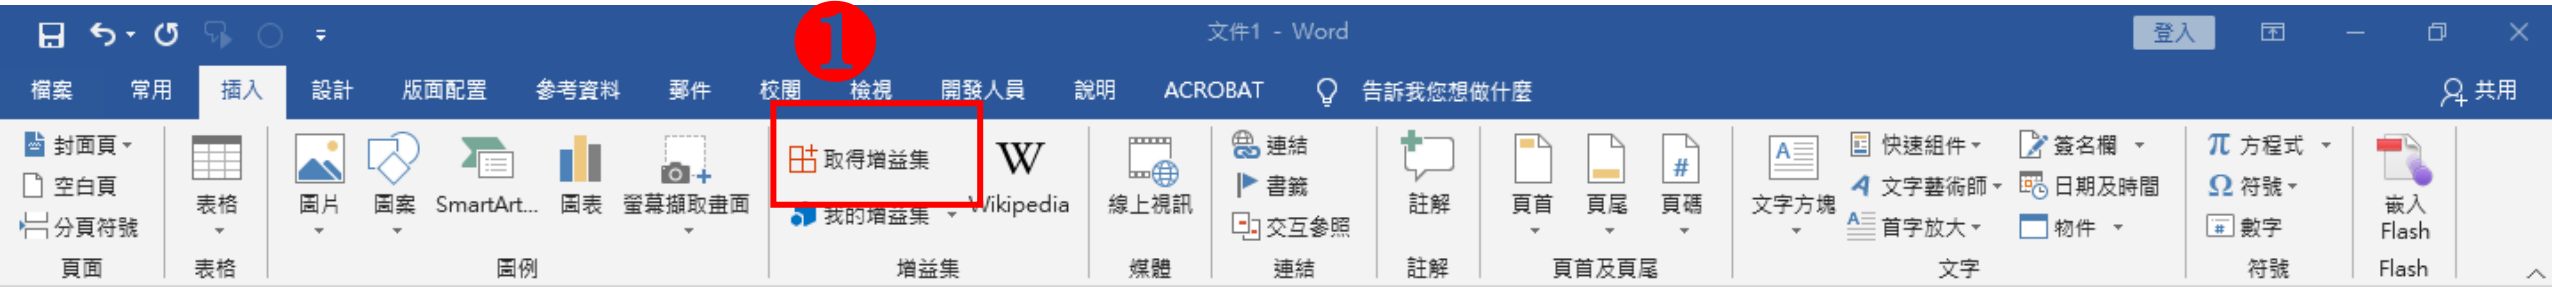 文件1 - Word
登入
1
檔案 常用 插入 設計 版面配置 參考資料 郵件 校閱 檢視 開發人員 說明 ACROBAT 告訴我您想做什麼 共用
封面頁
空白頁
分頁符號
頁面
表格
表格
圖片
圖案
SmartArt...
圖表
螢幕擷取畫面
圖例
取得增益集
我的增益集
W
Wikipedia
增益集
線上視訊
媒體
連結
書籤
交互參照
連結
註解
註解
頁首
頁尾
#
頁碼
頁首及頁尾
A
文字方塊
快速組件
A 文字藝術師
A 首字放大
簽名欄
日期及時間
物件
文字
π 方程式
Ω 符號
# 數字
符號
嵌入
Flash
Flash